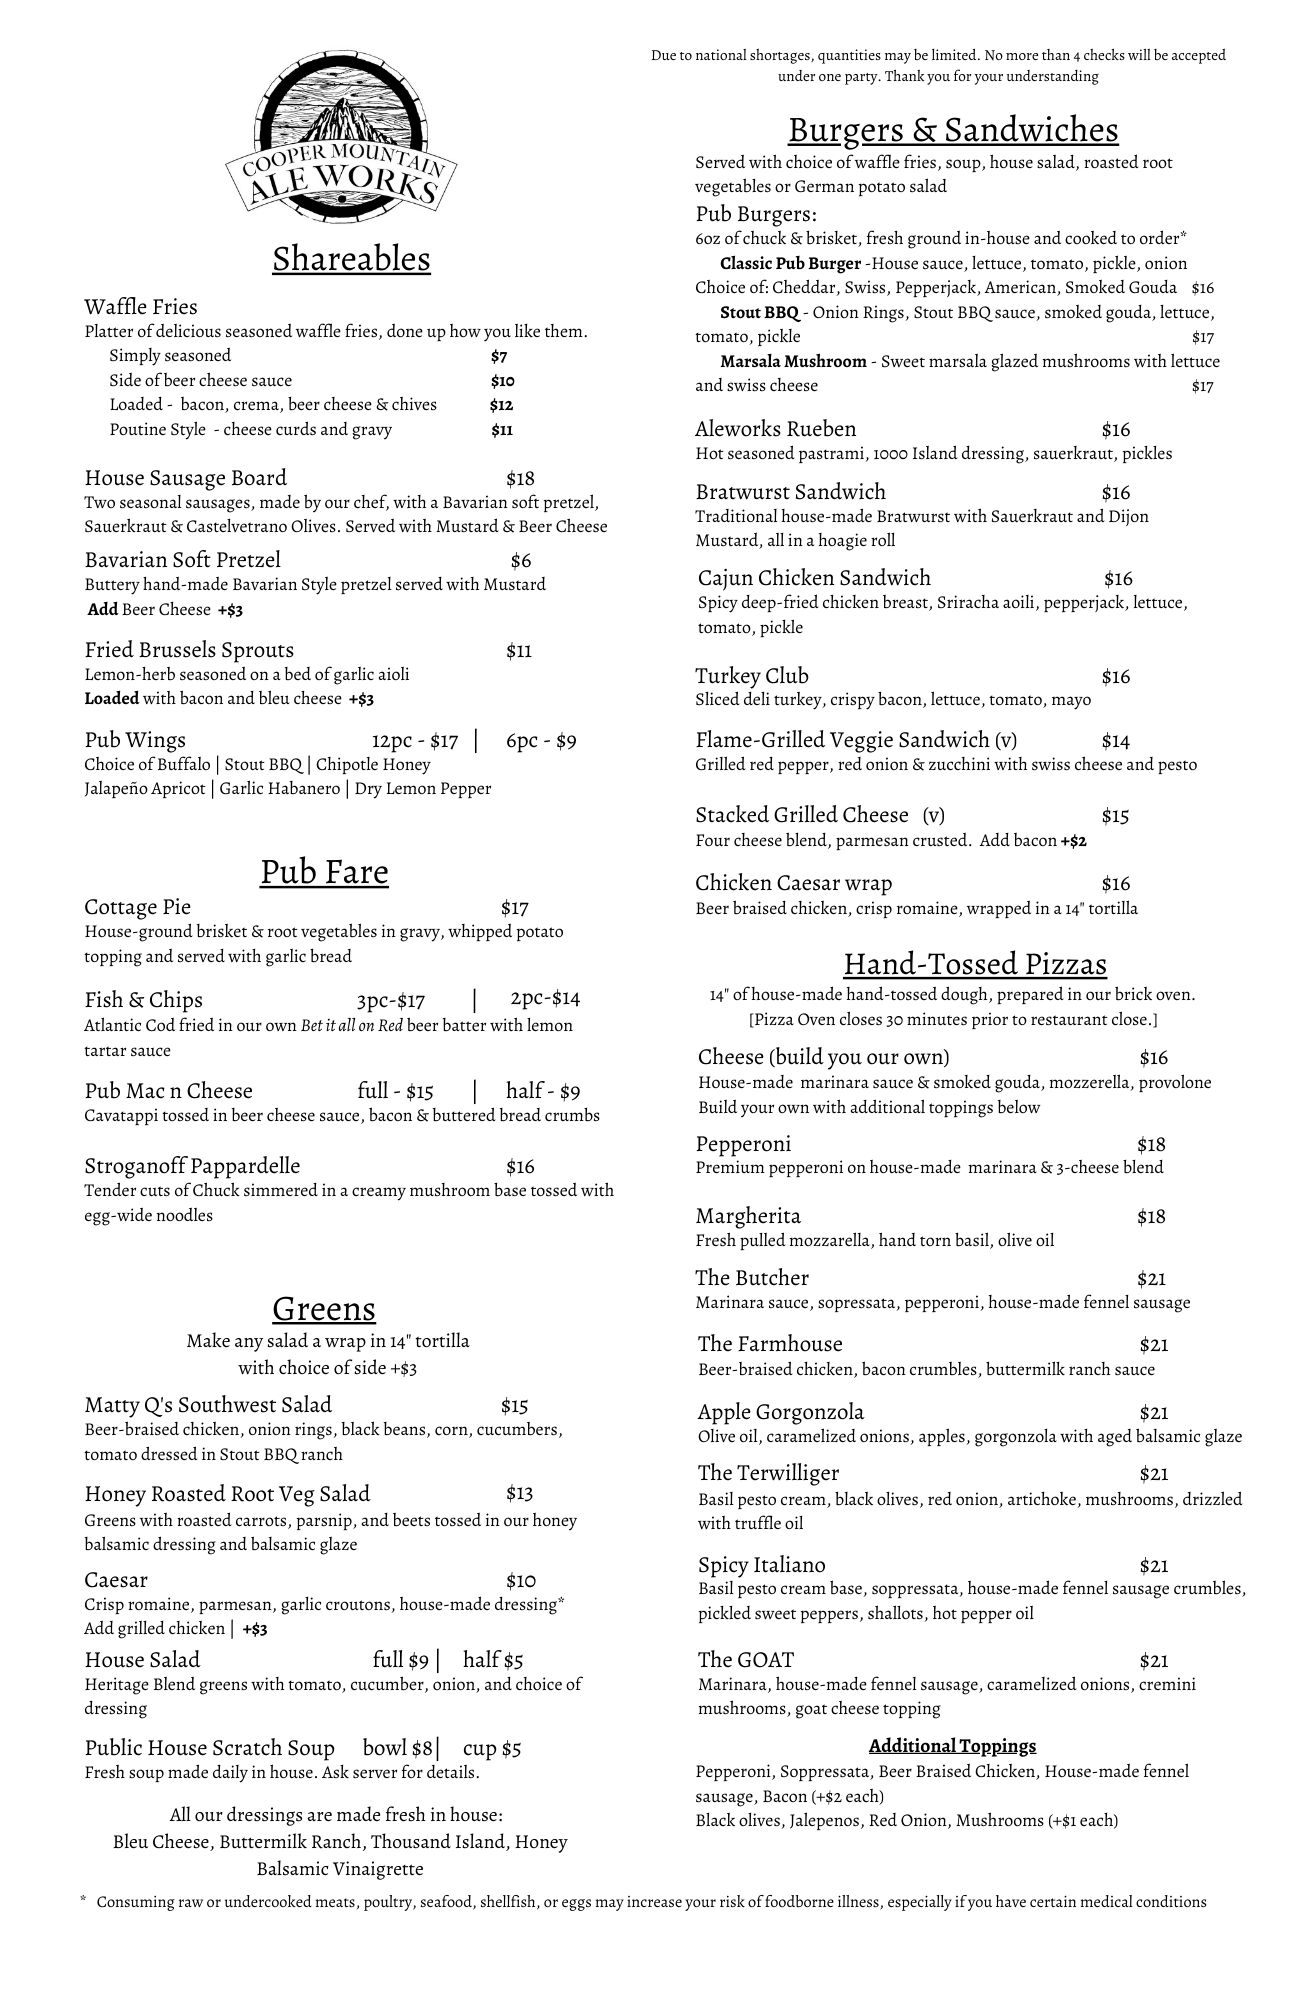 COOPER MOUNTAIN
ALE WORKS
Shareables
Waffle Fries
Platter of delicious seasoned waffle fries, done up how you like them.
Simply seasoned $7
Side of beer cheese sauce $10
Loaded - bacon, crema, beer cheese & chives $12
Poutine Style - cheese curds and gravy $11
House Sausage Board $18
Two seasonal sausages, made by our chef, with a Bavarian soft pretzel,
Sauerkraut & Castelvetrano Olives. Served with Mustard & Beer Cheese
Bavarian Soft Pretzel $6
Buttery hand-made Bavarian Style pretzel served with Mustard
Add Beer Cheese +$3
Fried Brussels Sprouts $11
Lemon-herb seasoned on a bed of garlic aioli
Loaded with bacon and bleu cheese +$3
Pub Wings 12pc - $17 | 6pc - $9
Choice of Buffalo | Stout BBQ | Chipotle Honey
Jalapeño Apricot | Garlic Habanero | Dry Lemon Pepper
Pub Fare
Cottage Pie $17
House-ground brisket & root vegetables in gravy, whipped potato
topping and served with garlic bread
Fish & Chips 3pc-$17 | 2pc-$14
Atlantic Cod fried in our own Bet it all on Red beer batter with lemon
tartar sauce
Pub Mac n Cheese full - $15 | half - $9
Cavatappi tossed in beer cheese sauce, bacon & buttered bread crumbs
Stroganoff Pappardelle $16
Tender cuts of Chuck simmered in a creamy mushroom base tossed with
egg-wide noodles
Greens
Make any salad a wrap in 14" tortilla
with choice of side +$3
Matty Q's Southwest Salad $15
Beer-braised chicken, onion rings, black beans, corn, cucumbers,
tomato dressed in Stout BBQ ranch
Honey Roasted Root Veg Salad $13
Greens with roasted carrots, parsnip, and beets tossed in our honey
balsamic dressing and balsamic glaze
Caesar $10
Crisp romaine, parmesan, garlic croutons, house-made dressing*
Add grilled chicken | +$3
House Salad full $9 | half $5
Heritage Blend greens with tomato, cucumber, onion, and choice of
dressing
Public House Scratch Soup bowl $8| cup $5
Fresh soup made daily in house. Ask server for details.
All our dressings are made fresh in house:
Bleu Cheese, Buttermilk Ranch, Thousand Island, Honey
Balsamic Vinaigrette
Due to national shortages, quantities may be limited. No more than 4 checks will be accepted
under one party. Thank you for your understanding
Burgers & Sandwiches
Served with choice of waffle fries, soup, house salad, roasted root
vegetables or German potato salad
Pub Burgers:
6oz of chuck & brisket, fresh ground in-house and cooked to order*
Classic Pub Burger -House sauce, lettuce, tomato, pickle, onion
Choice of: Cheddar, Swiss, Pepperjack, American, Smoked Gouda $16
Stout BBQ - Onion Rings, Stout BBQ sauce, smoked gouda, lettuce,
tomato, pickle $17
Marsala Mushroom - Sweet marsala glazed mushrooms with lettuce
and swiss cheese $17
Aleworks Rueben $16
Hot seasoned pastrami, 1000 Island dressing, sauerkraut, pickles
Bratwurst Sandwich $16
Traditional house-made Bratwurst with Sauerkraut and Dijon
Mustard, all in a hoagie roll
Cajun Chicken Sandwich $16
Spicy deep-fried chicken breast, Sriracha aoili, pepperjack, lettuce,
tomato, pickle
Turkey Club $16
Sliced deli turkey, crispy bacon, lettuce, tomato, mayo
Flame-Grilled Veggie Sandwich (v) $14
Grilled red pepper, red onion & zucchini with swiss cheese and pesto
Stacked Grilled Cheese (v) $15
Four cheese blend, parmesan crusted. Add bacon +$2
Chicken Caesar wrap $16
Beer braised chicken, crisp romaine, wrapped in a 14" tortilla
Hand-Tossed Pizzas
14" of house-made hand-tossed dough, prepared in our brick oven.
[Pizza Oven closes 30 minutes prior to restaurant close.]
Cheese (build you our own) $16
House-made marinara sauce & smoked gouda, mozzerella, provolone
Build your own with additional toppings below
Pepperoni $18
Premium pepperoni on house-made marinara & 3-cheese blend
Margherita $18
Fresh pulled mozzarella, hand torn basil, olive oil
The Butcher $21
Marinara sauce, sopressata, pepperoni, house-made fennel sausage
The Farmhouse $21
Beer-braised chicken, bacon crumbles, buttermilk ranch sauce
Apple Gorgonzola $21
Olive oil, caramelized onions, apples, gorgonzola with aged balsamic glaze
The Terwilliger $21
Basil pesto cream, black olives, red onion, artichoke, mushrooms, drizzled
with truffle oil
Spicy Italiano $21
Basil pesto cream base, soppressata, house-made fennel sausage crumbles,
pickled sweet peppers, shallots, hot pepper oil
The GOAT $21
Marinara, house-made fennel sausage, caramelized onions, cremini
mushrooms, goat cheese topping
Additional Toppings
Pepperoni, Soppressata, Beer Braised Chicken, House-made fennel
sausage, Bacon (+$2 each)
Black olives, Jalepenos, Red Onion, Mushrooms (+$1 each)
* Consuming raw or undercooked meats, poultry, seafood, shellfish, or eggs may increase your risk of foodborne illness, especially if you have certain medical conditions